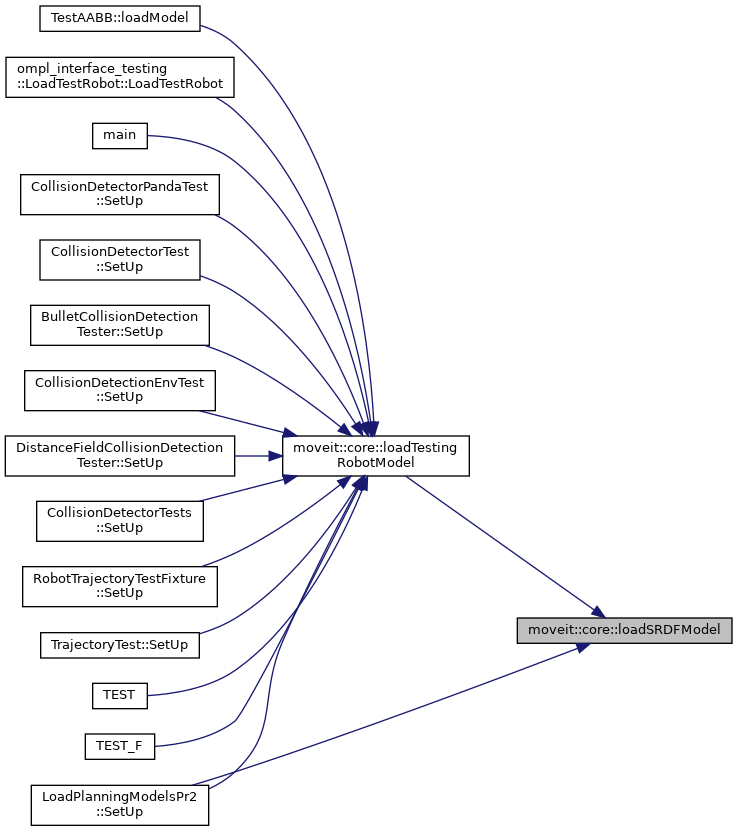 TestAABB::loadModel
ompl_interface_testing
::LoadTestRobot::LoadTestRobot
main
CollisionDetectorPandaTest
::SetUp
CollisionDetectorTest
::SetUp
BulletCollisionDetection
Tester::SetUp
CollisionDetectionEnvTest
::SetUp
DistanceFieldCollisionDetection
Tester::SetUp
CollisionDetectorTests
::SetUp
RobotTrajectoryTestFixture
::SetUp
TrajectoryTest::SetUp
TEST
TEST_F
LoadPlanningModelsPr2
::SetUp
moveit::core::loadTesting
RobotModel
moveit::core::loadSRDFModel